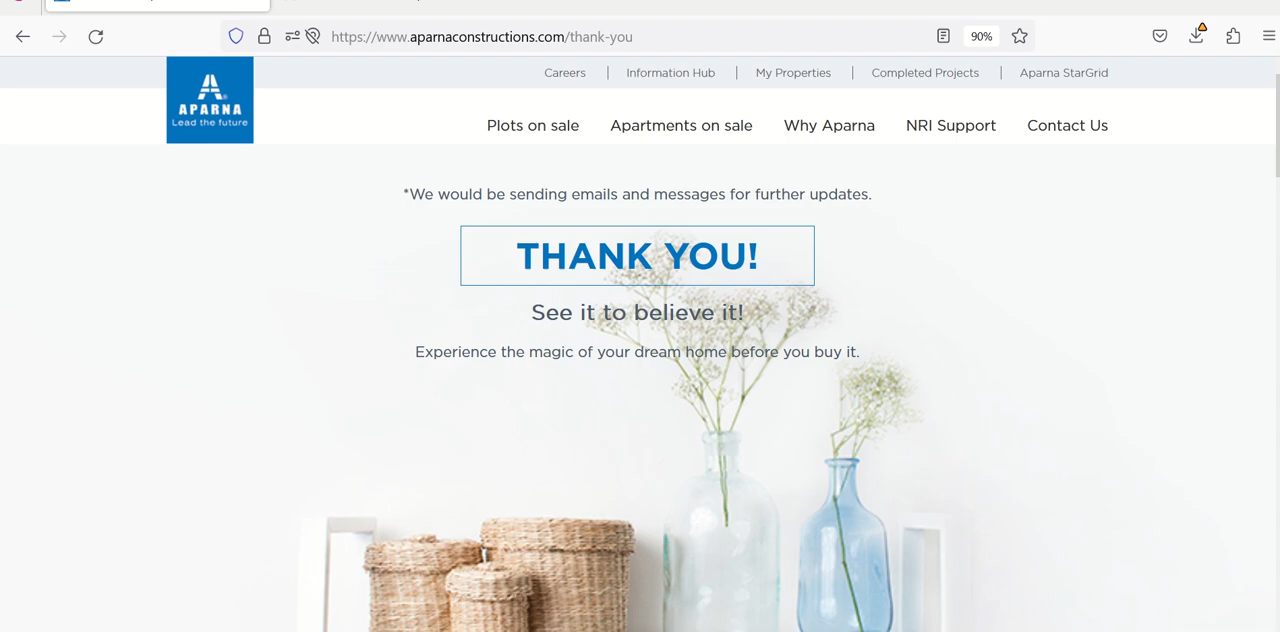 https://www.aparnaconstructions.com/thank-you
90%
Careers
Information Hub
My Properties
Completed Projects
Aparna StarGrid
APARNA
Lead the future
Plots on sale
Apartments on sale
Why Aparna
NRI Support
Contact Us
*We would be sending emails and messages for further updates.
THANK YOU!
See it to believe it!
Experience the magic of your dream home before you buy it.